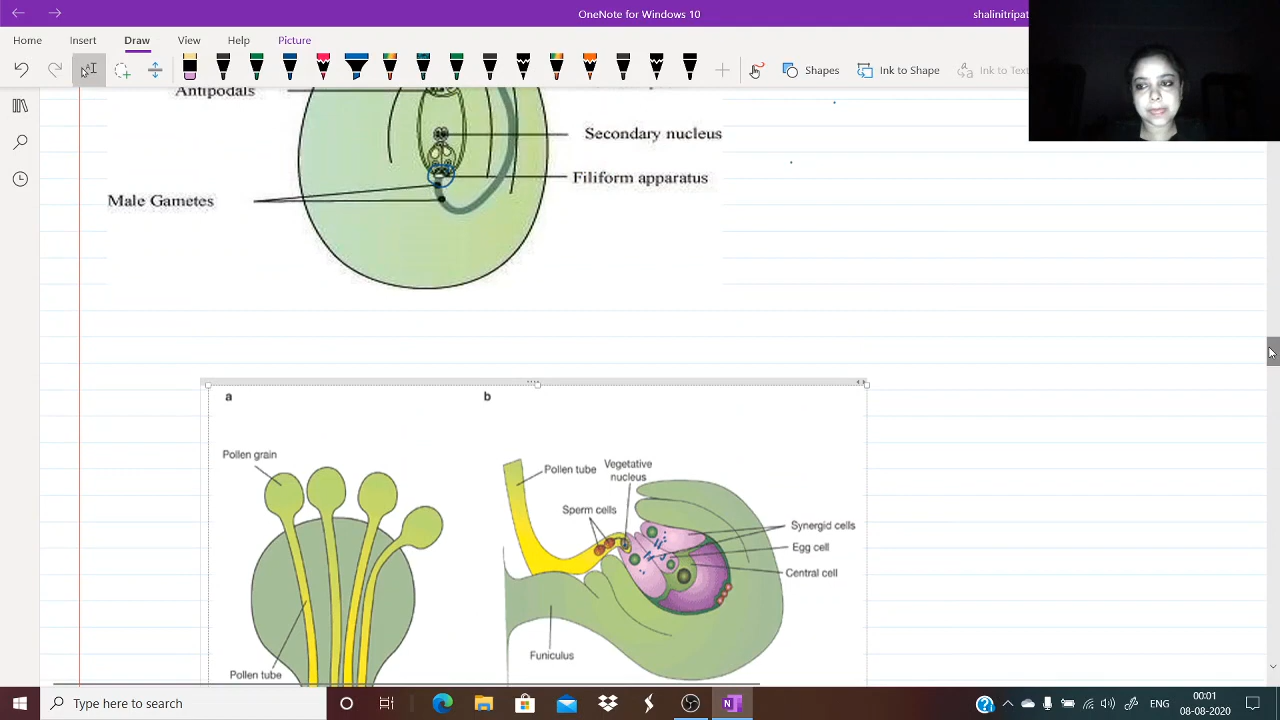 OneNote for Windows 10
shalinitripat
Home
Insert
Draw
View
Help
Picture
Shapes
Ink to Shape
Ink to Text
Antipodals
Secondary nucleus
Filiform apparatus
Male Gametes
a
b
Pollen grain
Pollen tube
Vegetative
nucleus
Sperm cells
Synergid cells
Egg cell
Central cell
Funiculus
Pollen tube
Type here to search
00:01
08-08-2020